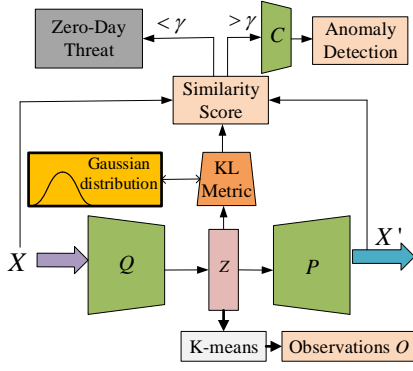 Zero-Day
Threat
< γ
> γ
C
Anomaly
Detection
Similarity
Score
Gaussian
distribution
KL
Metric
X
Q
Z
P
X'
K-means
Observations O